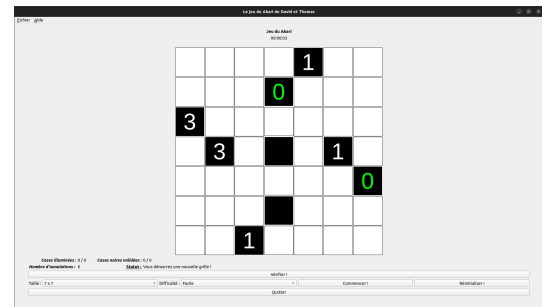 Le Jeu du Akari de David et Thomas
Fichier Aide
Jeu du Akari
00:00:03
1
0
3
3 1
0
1
Cases illuminées : 0 / 0 Cases noires validées : 0 / 0
Nombre d'annulations : 0 Statut : Vous démarrez une nouvelle grille !
Vérifier !
Taille : 7 x 7 Difficulté : Facile Commencer ! Réinitialiser !
Quitter